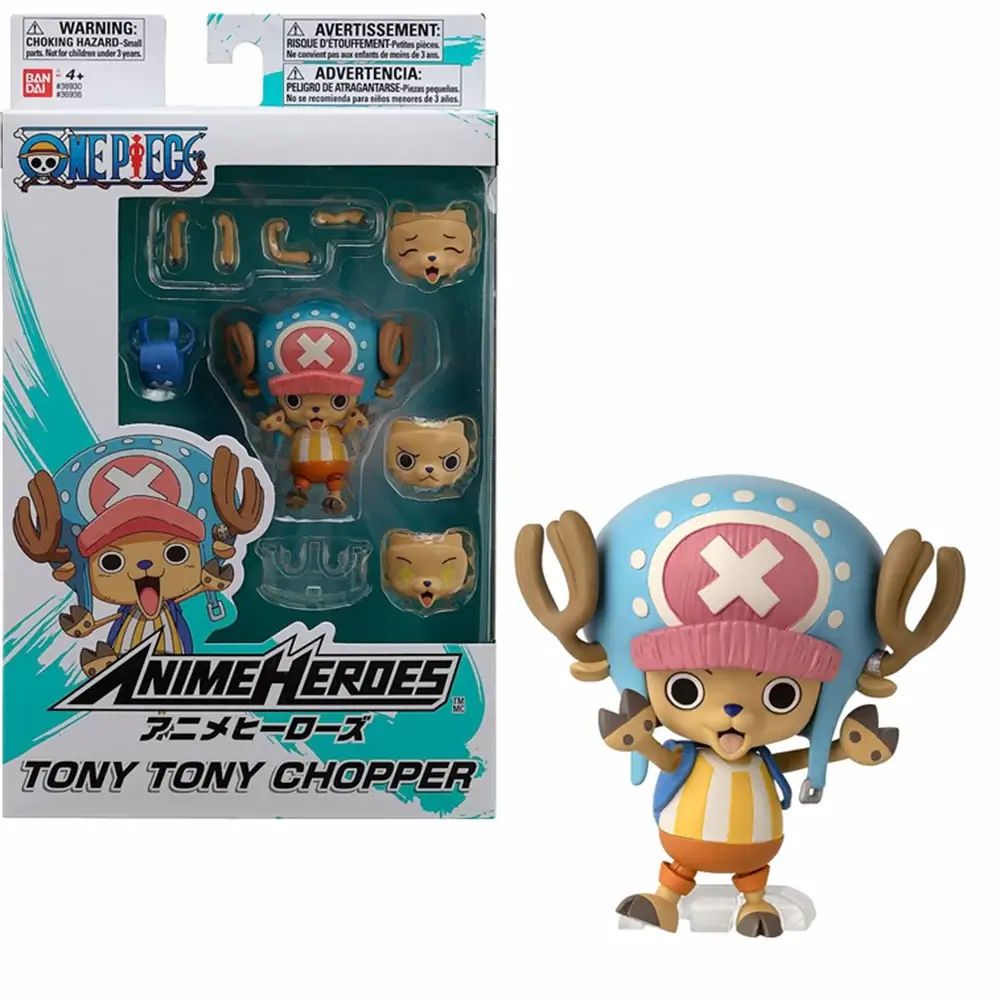 WARNING:
CHOKING HAZARD-Small
parts. Not for children under 3 years.
BAN
DAI
4+
#36930
#36936
AVERTISSEMENT:
RISQUE D'ÉTOUFFEMENT-Petites pièces.
Ne convient pas aux enfants de moins de 3 ans.
ADVERTENCIA:
PELIGRO DE ATRAGANTARSE-Piezas pequeñas.
No se recomienda para niños menores de 3 años.
ONE PIECE
ANIME HEROES
TM
MC
アニメヒーローズ
TONY TONY CHOPPER